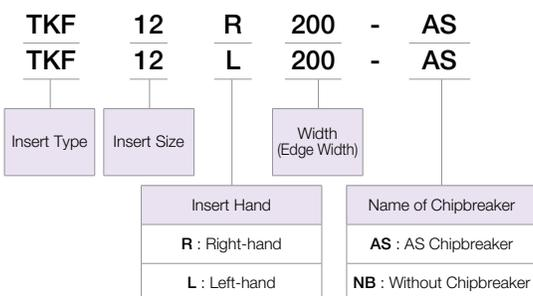 TKF 12 R 200 - AS
TKF 12 L 200 - AS
Insert Type
Insert Size
Width
(Edge Width)
Insert Hand
R : Right-hand
L : Left-hand
Name of Chipbreaker
AS : AS Chipbreaker
NB : Without Chipbreaker